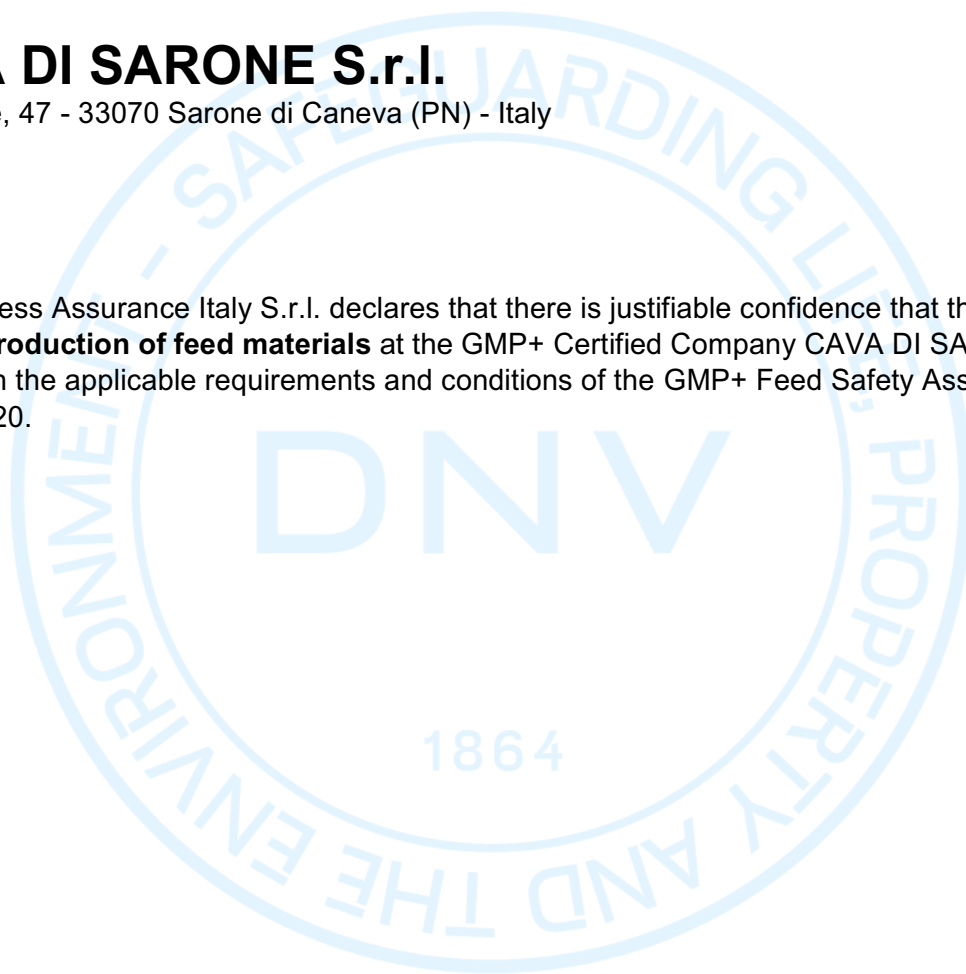 A DI SARONE S.r.l.
, 47 - 33070 Sarone di Caneva (PN) - Italy
ess Assurance Italy S.r.l. declares that there is justifiable confidence that th
roduction of feed materials at the GMP+ Certified Company CAVA DI SA
the applicable requirements and conditions of the GMP+ Feed Safety Ass
20.
SAFEGUARDING LIFE, PROPERTY AND THE ENVIRONMENT -
DNV
1864